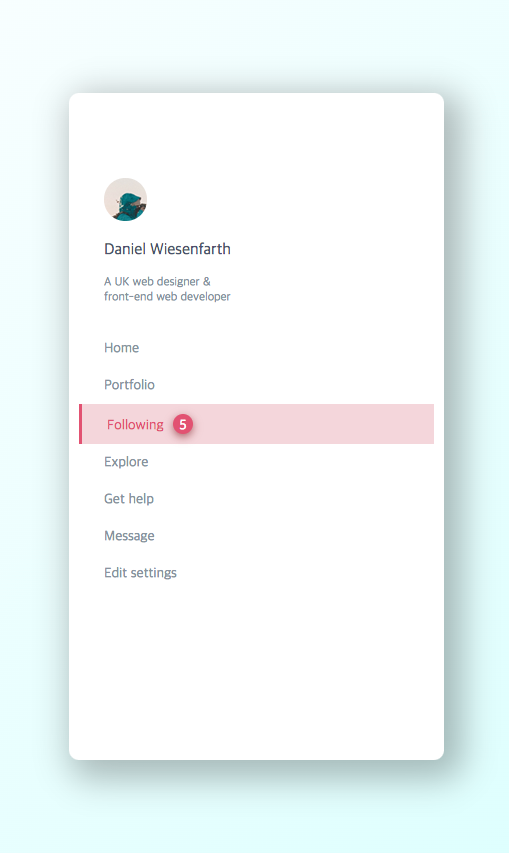 Daniel Wiesenfarth
A UK web designer &
front-end web developer
Home
Portfolio
Following 5
Explore
Get help
Message
Edit settings